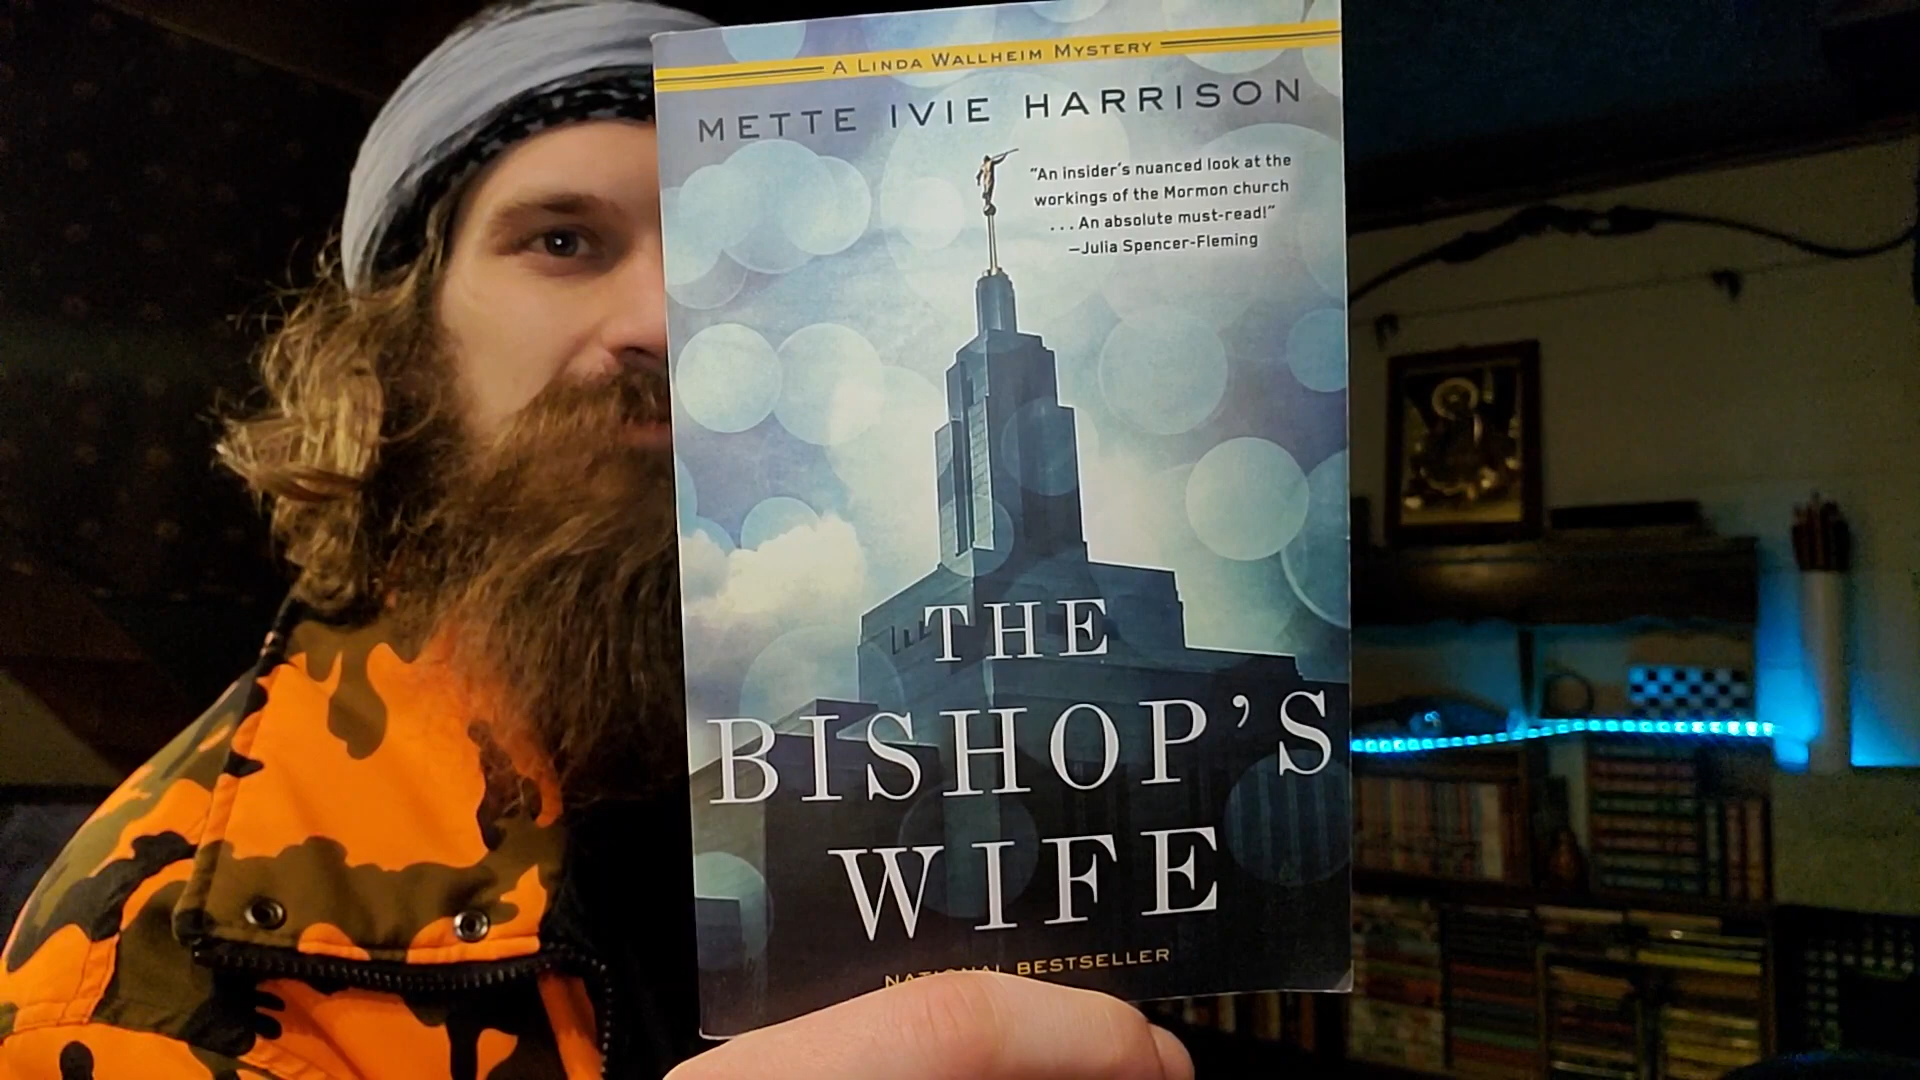 A LINDA WALLHEIM MYSTERY
METTE IVIE HARRISON
"An insider's nuanced look at the
workings of the Mormon church
. . . An absolute must-read!"
—Julia Spencer-Fleming
THE
BISHOP'S
WIFE
NATIONAL BESTSELLER